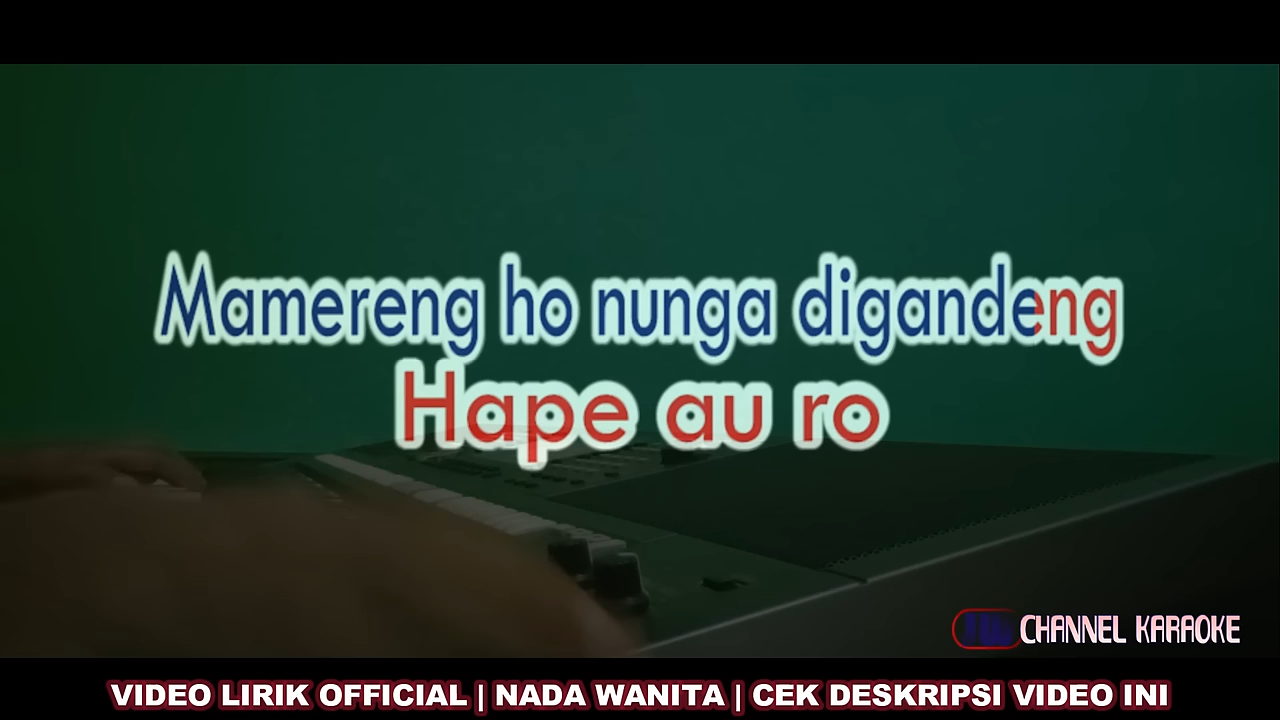 Mamereng ho nunga digandeng
Hape au ro
CHANNEL KARAOKE
VIDEO LIRIK OFFICIAL | NADA WANITA | CEK DESKRIPSI VIDEO INI